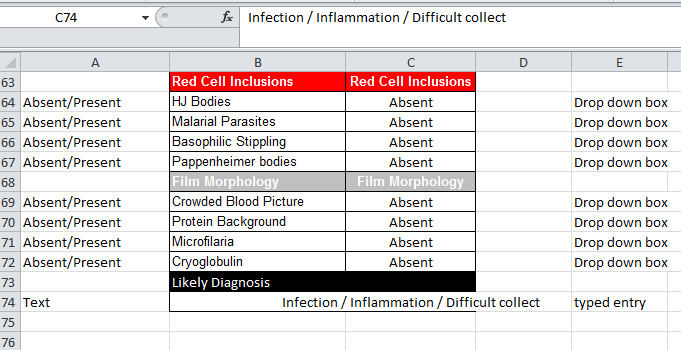 C74 fx Infection / Inflammation / Difficult collect
A B C D E
63 Red Cell Inclusions Red Cell Inclusions
64 Absent/Present HJ Bodies Absent Drop down box
65 Absent/Present Malarial Parasites Absent Drop down box
66 Absent/Present Basophilic Stippling Absent Drop down box
67 Absent/Present Pappenheimer bodies Absent Drop down box
68 Film Morphology Film Morphology
69 Absent/Present Crowded Blood Picture Absent Drop down box
70 Absent/Present Protein Background Absent Drop down box
71 Absent/Present Microfilaria Absent Drop down box
72 Absent/Present Cryoglobulin Absent Drop down box
73 Likely Diagnosis
74 Text Infection / Inflammation / Difficult collect typed entry
75
76